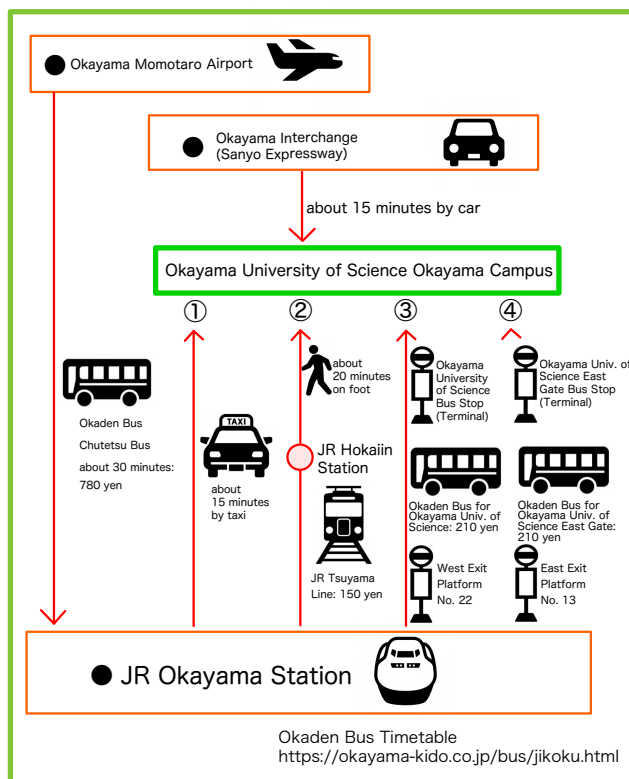 Okayama Momotaro Airport
Okayama Interchange
(Sanyo Expressway)
about 15 minutes by car
Okayama University of Science Okayama Campus
①
②
③
④
Okaden Bus
Chutetsu Bus
about 30 minutes:
780 yen
TAXI
about
15 minutes
by taxi
about
20 minutes
on foot
JR Hokaiin
Station
JR Tsuyama
Line: 150 yen
Okayama
University
of Science
Bus Stop
(Terminal)
Okaden Bus for
Okayama Univ. of
Science: 210 yen
West Exit
Platform
No. 22
Okayama Univ. of
Science East
Gate Bus Stop
(Terminal)
Okaden Bus for
Okayama Univ. of
Science East Gate:
210 yen
East Exit
Platform
No. 13
JR Okayama Station
Okaden Bus Timetable
https://okayama-kido.co.jp/bus/jikoku.html